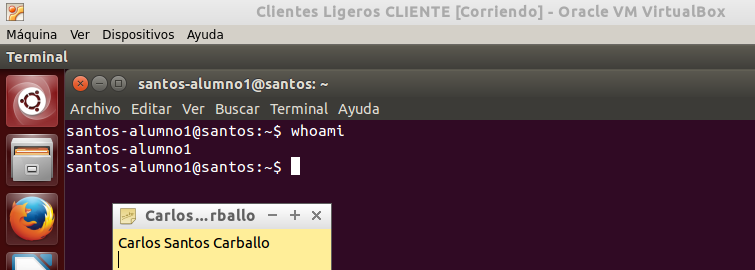 Clientes Ligeros CLIENTE [Corriendo] - Oracle VM VirtualBox
Máquina Ver Dispositivos Ayuda
Terminal
santos-alumno1@santos: ~
Archivo Editar Ver Buscar Terminal Ayuda
santos-alumno1@santos:~$ whoami
santos-alumno1
santos-alumno1@santos:~$
Carlos...rballo
Carlos Santos Carballo